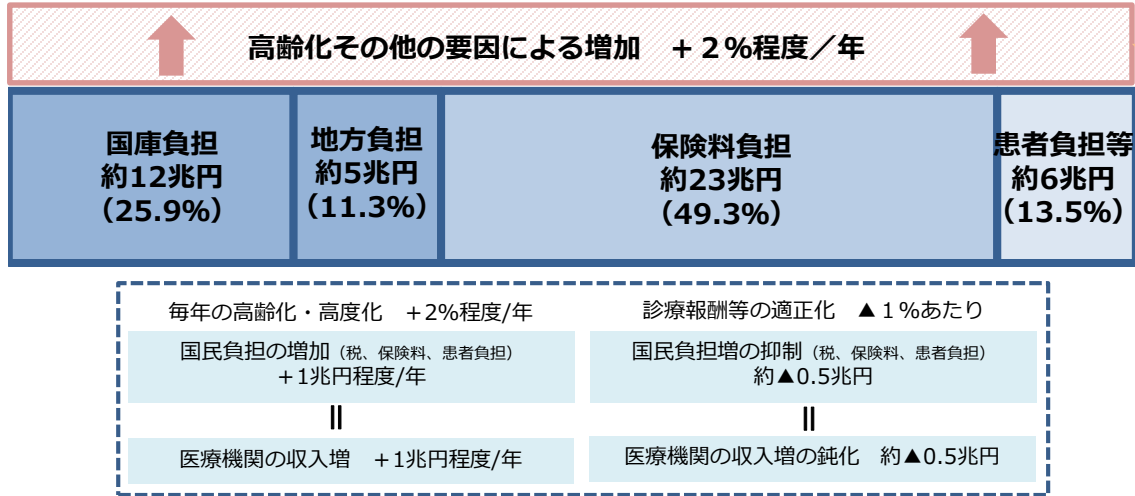 高齢化その他の要因による増加　+２%程度／年
国庫負担
約12兆円
（25.9%）
地方負担
約5兆円
（11.3%）
保険料負担
約23兆円
（49.3%）
患者負担等
約6兆円
（13.5%）
毎年の高齢化・高度化　+2%程度/年
国民負担の増加（税、保険料、患者負担）
+1兆円程度/年
=
医療機関の収入増　+1兆円程度/年
診療報酬等の適正化　▲１%あたり
国民負担増の抑制（税、保険料、患者負担）
約▲0.5兆円
=
医療機関の収入増の鈍化　約▲0.5兆円